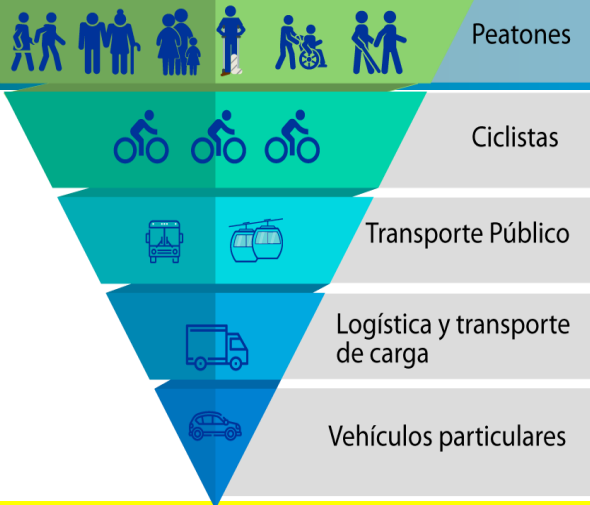 Peatones
Ciclistas
Transporte Público
Logística y transporte
de carga
Vehículos particulares